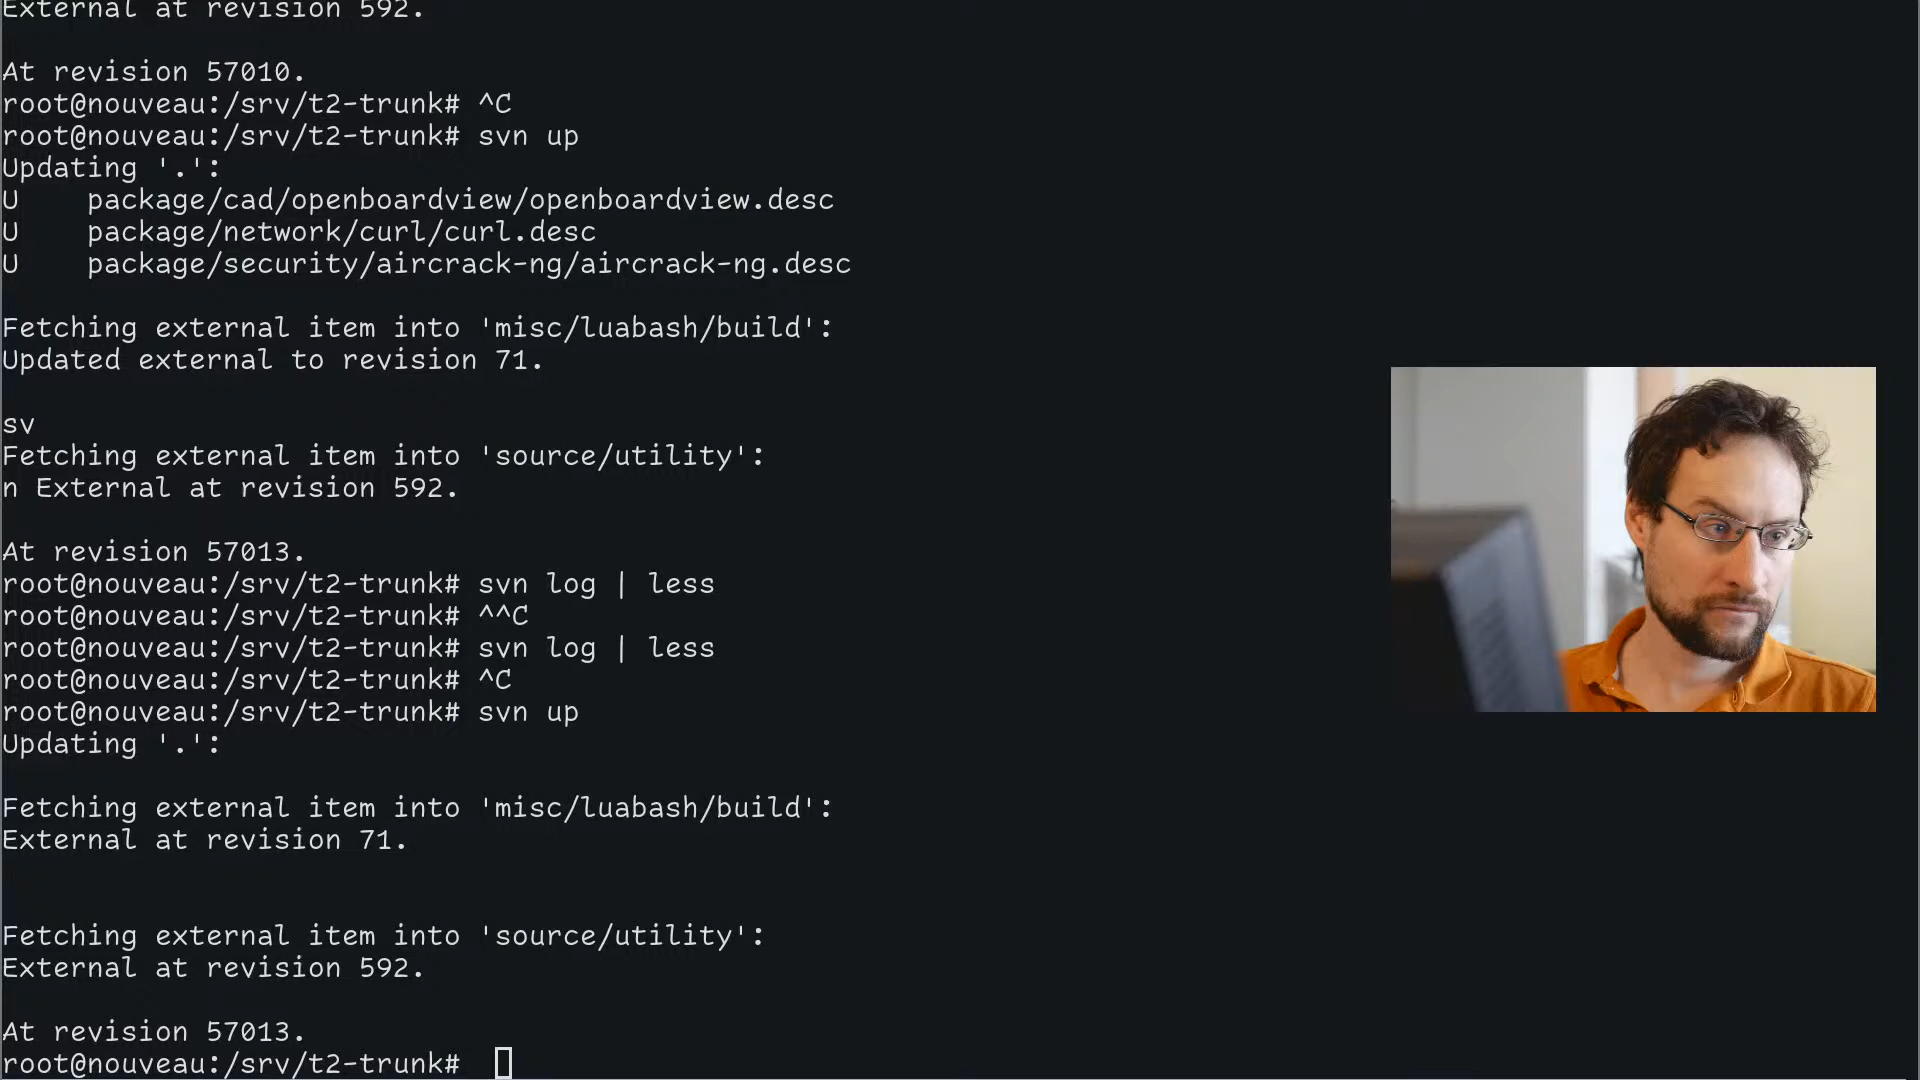 External at revision 592.
At revision 57010.
root@nouveau:/srv/t2-trunk# ^C
root@nouveau:/srv/t2-trunk# svn up
Updating '.':
U    package/cad/openboardview/openboardview.desc
U    package/network/curl/curl.desc
U    package/security/aircrack-ng/aircrack-ng.desc
Fetching external item into 'misc/luabash/build':
Updated external to revision 71.
sv
Fetching external item into 'source/utility':
n External at revision 592.
At revision 57013.
root@nouveau:/srv/t2-trunk# svn log | less
root@nouveau:/srv/t2-trunk# ^^C
root@nouveau:/srv/t2-trunk# svn log | less
root@nouveau:/srv/t2-trunk# ^C
root@nouveau:/srv/t2-trunk# svn up
Updating '.':
Fetching external item into 'misc/luabash/build':
External at revision 71.
Fetching external item into 'source/utility':
External at revision 592.
At revision 57013.
root@nouveau:/srv/t2-trunk#